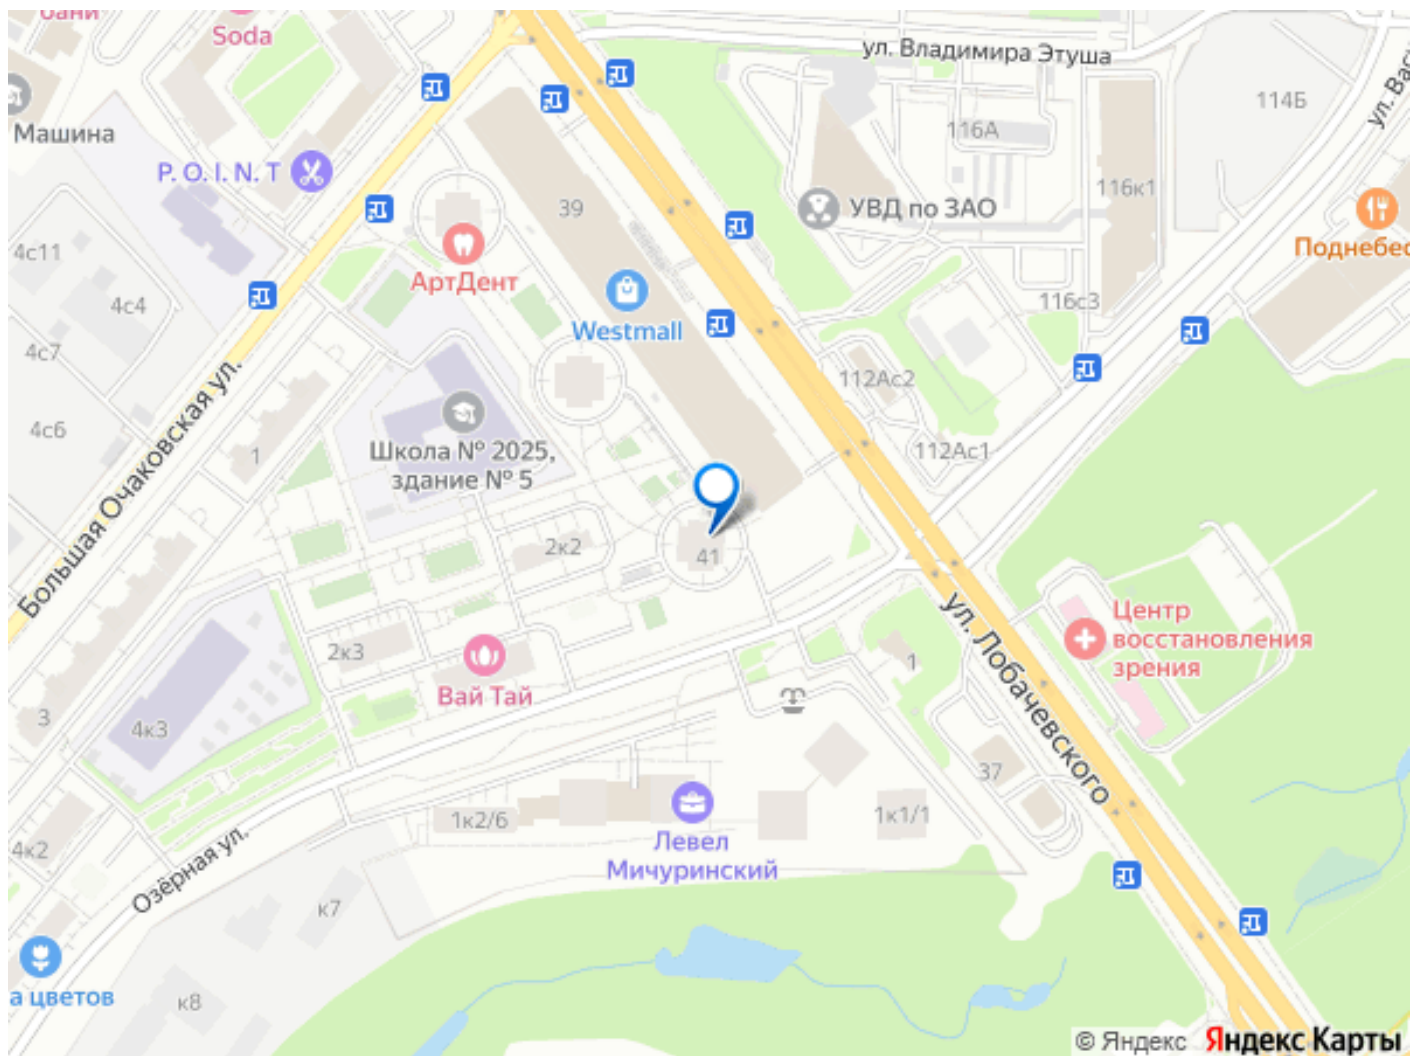 бани
Soda
ул. Владимира Этуша
114Б
Машина
116А
P. O. I. N. T
116к1
39
УВД по ЗАО
4с11
Поднебес
АртДент
4с4
116с3
Westmall
4с7
112Ас2
4с6
Большая Очаковская ул.
1
Школа № 2025,
здание № 5
112Ас1
2к2
41
ул. Лобачевского
Центр
восстановления
зрения
2к3
1
Вай Тай
3
4к3
37
1к2/6
1к1/1
Левел
Мичуринский
4к2
Озёрная ул.
к7
а цветов
к8
© Яндекс Яндекс Карты